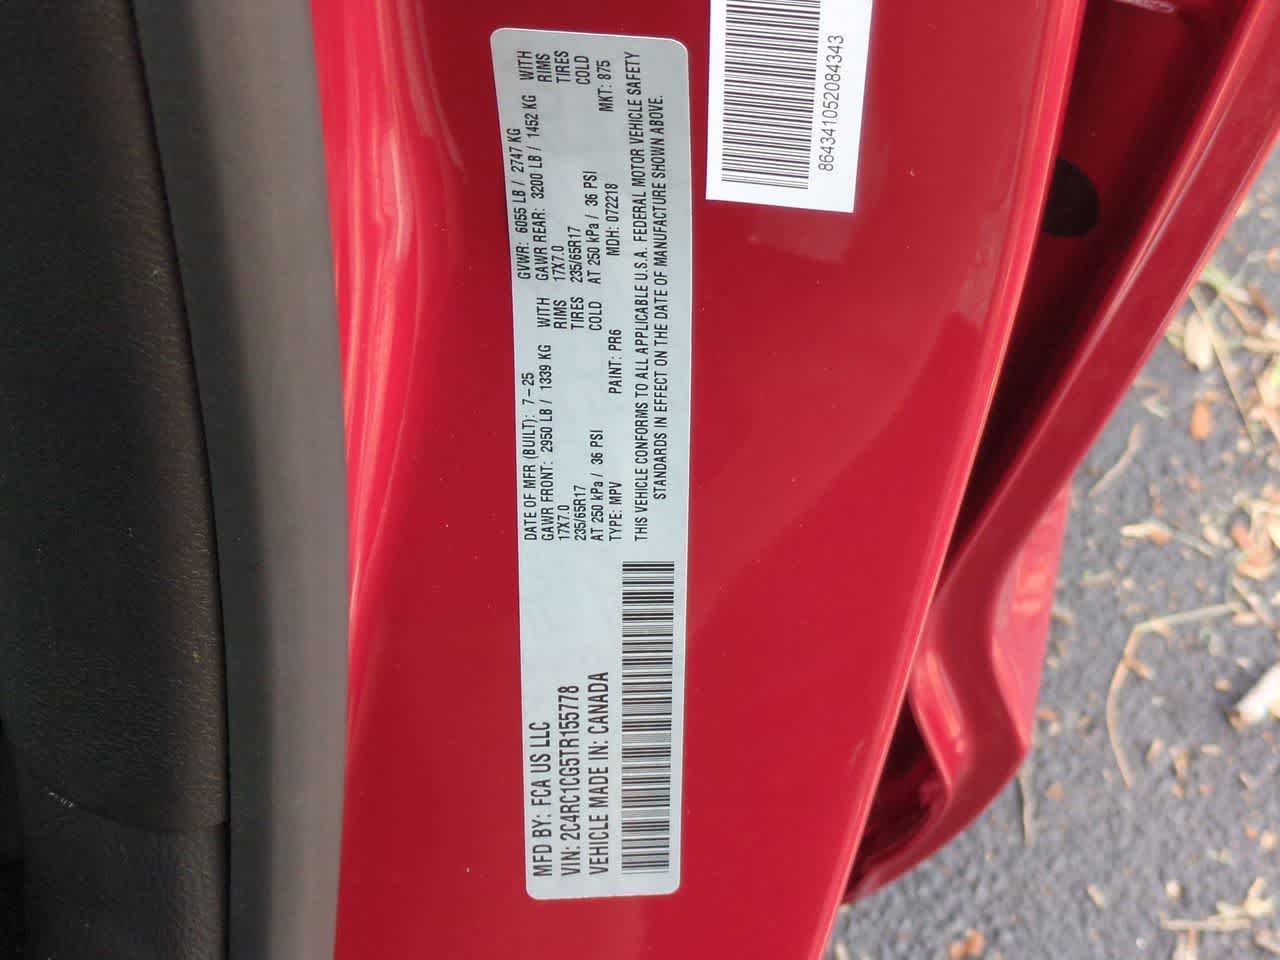 MFD BY: FCA US LLC
VIN: 2C4RC1CG5TR155778
VEHICLE MADE IN: CANADA
DATE OF MFR (BUILT): 7-25 GVWR: 6055 LB / 2747 KG
GAWR FRONT: 2950 LB / 1339 KG WITH GAWR REAR: 3200 LB / 1452 KG WITH
17X7.0 RIMS 17X7.0 RIMS
235/65R17 TIRES 235/65R17 TIRES
AT 250 kPa / 36 PSI COLD AT 250 kPa / 36 PSI COLD
TYPE: MPV PAINT: PR6 MDH: 072218 MKT: 875
THIS VEHICLE CONFORMS TO ALL APPLICABLE U.S.A. FEDERAL MOTOR VEHICLE SAFETY
STANDARDS IN EFFECT ON THE DATE OF MANUFACTURE SHOWN ABOVE.
864341052084343